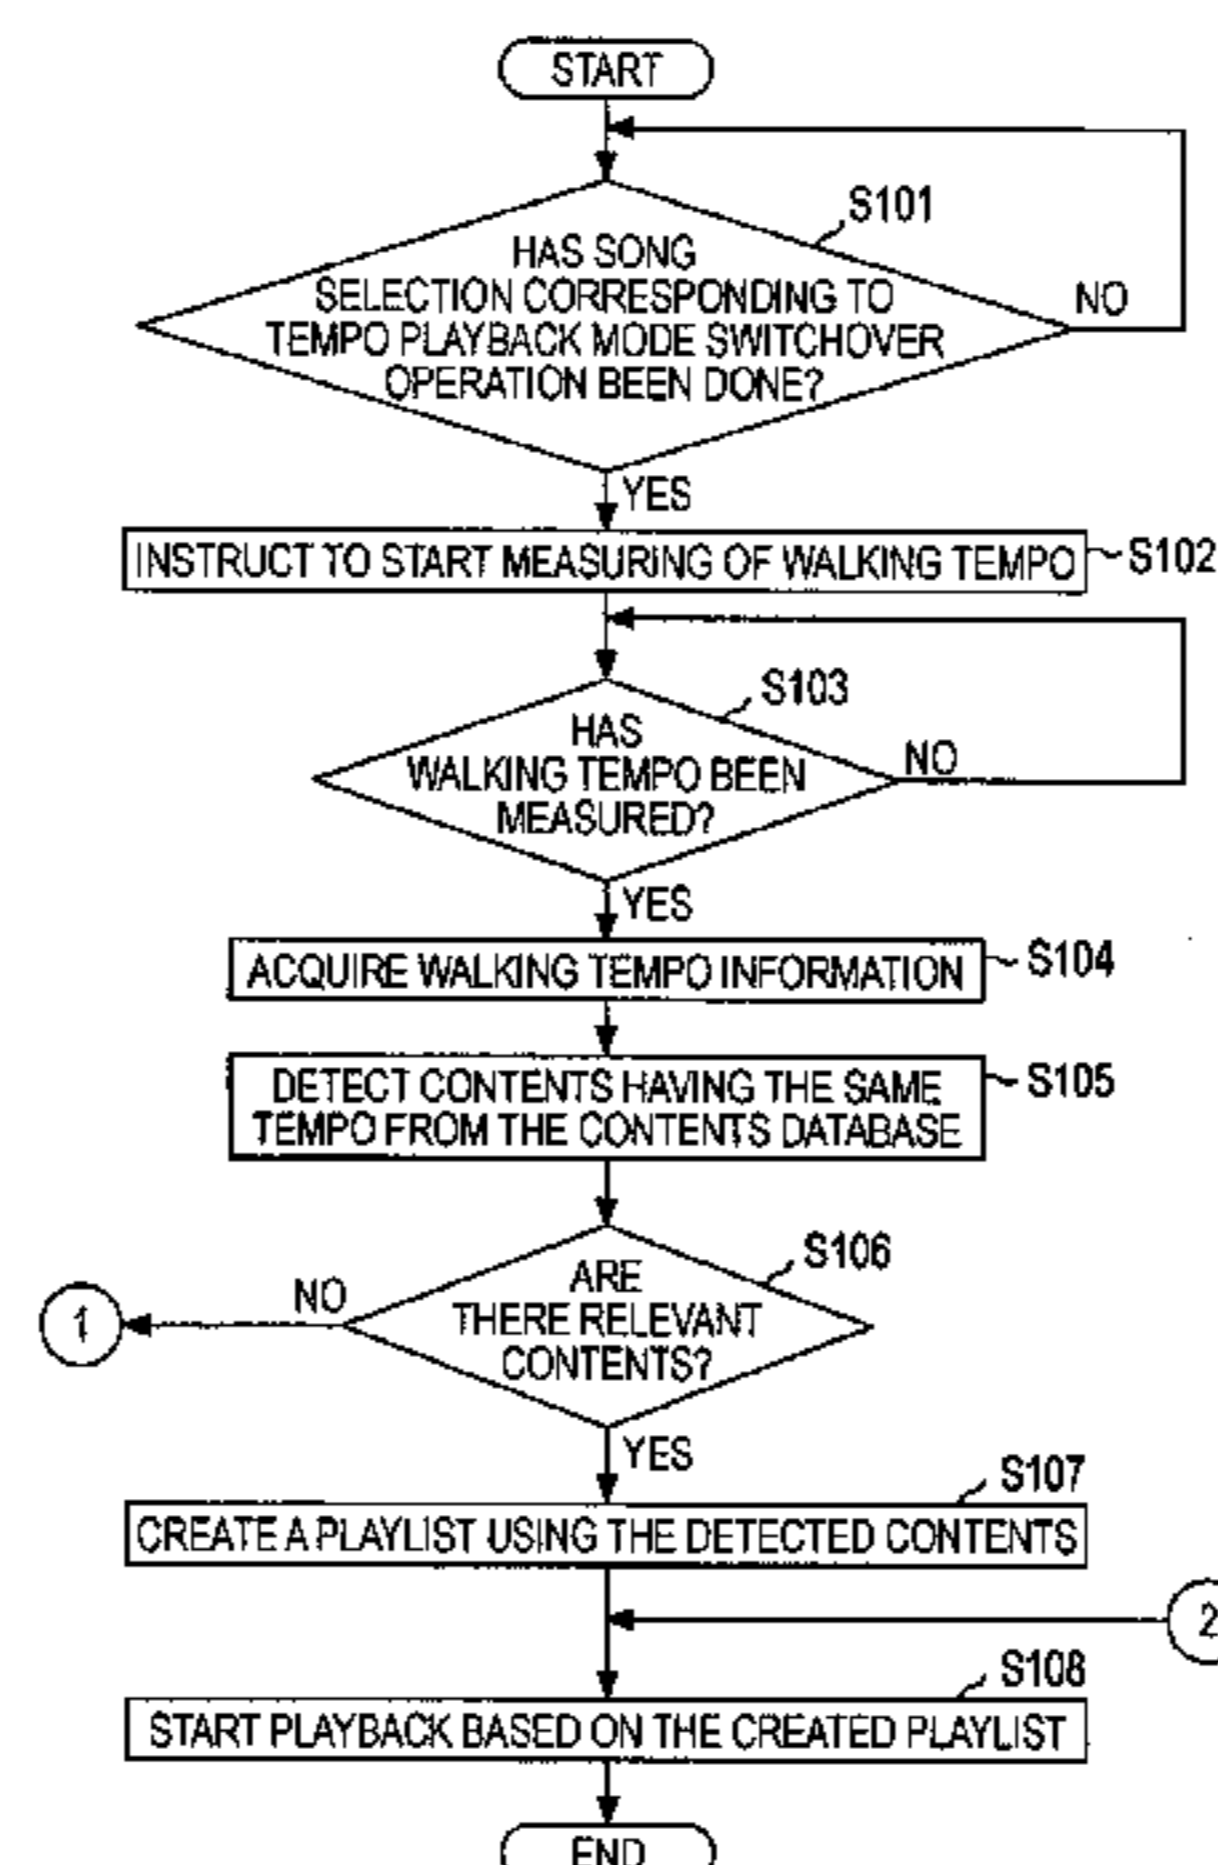 START
S101
HAS SONG
SELECTION CORRESPONDING TO
TEMPO PLAYBACK MODE SWITCHOVER
OPERATION BEEN DONE?
NO
YES
INSTRUCT TO START MEASURING OF WALKING TEMPO
S102
S103
HAS
WALKING TEMPO BEEN
MEASURED?
NO
YES
ACQUIRE WALKING TEMPO INFORMATION
S104
DETECT CONTENTS HAVING THE SAME
TEMPO FROM THE CONTENTS DATABASE
S105
S106
ARE
THERE RELEVANT
CONTENTS?
NO
1
YES
S107
CREATE A PLAYLIST USING THE DETECTED CONTENTS
2
S108
START PLAYBACK BASED ON THE CREATED PLAYLIST
END